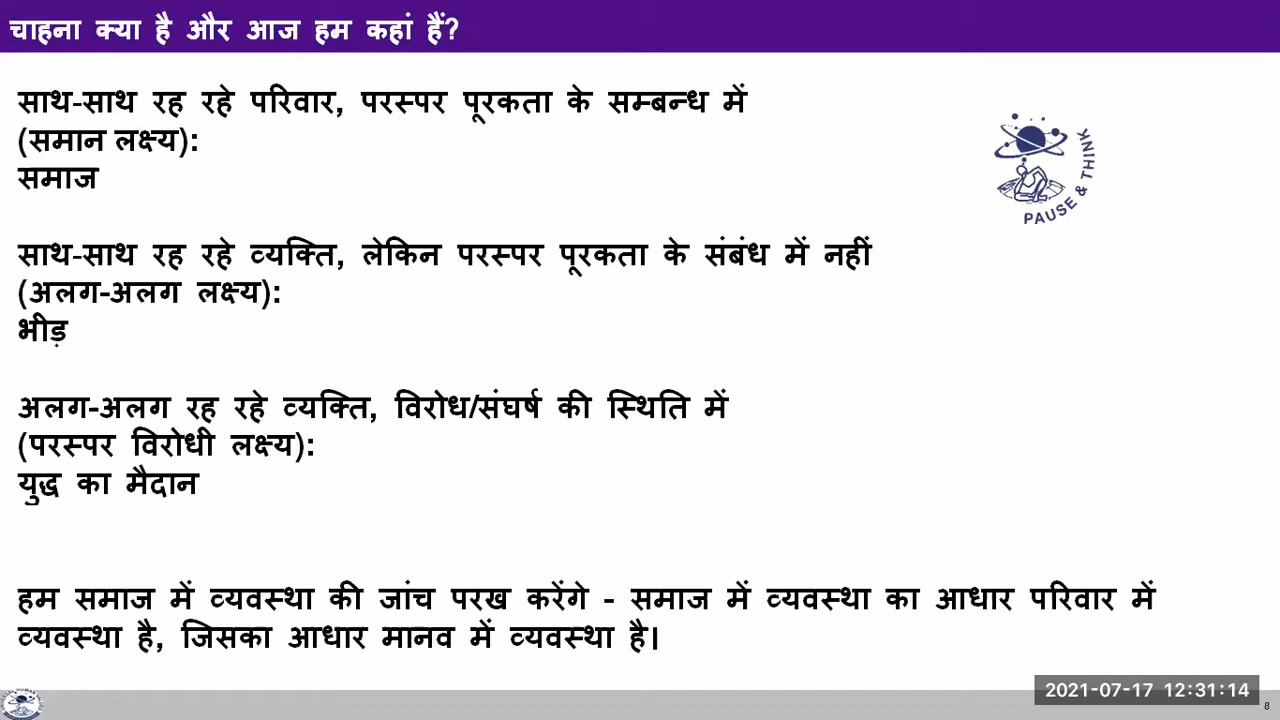 चाहना क्या है और आज हम कहां हैं?
साथ-साथ रह रहे परिवार, परस्पर पूरकता के सम्बन्ध में
(समान लक्ष्य):
समाज
PAUSE & THINK
साथ-साथ रह रहे व्यक्ति, लेकिन परस्पर पूरकता के संबंध में नहीं
(अलग-अलग लक्ष्य):
भीड़
अलग-अलग रह रहे व्यक्ति, विरोध/संघर्ष की स्थिति में
(परस्पर विरोधी लक्ष्य):
युद्ध का मैदान
हम समाज में व्यवस्था की जांच परख करेंगे - समाज में व्यवस्था का आधार परिवार में
व्यवस्था है, जिसका आधार मानव में व्यवस्था है।
2021-07-17 12:31:14
8